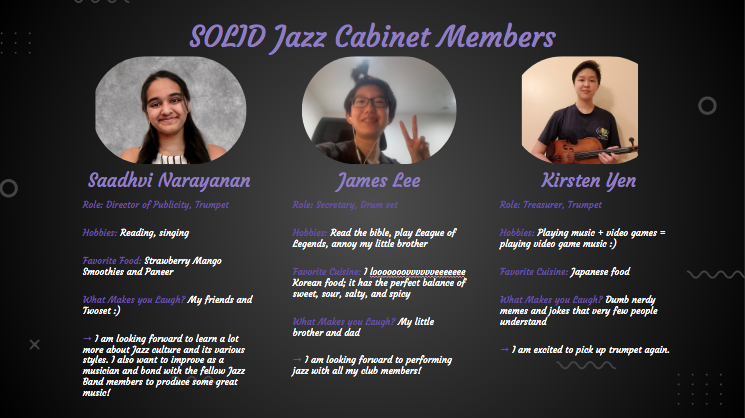 SOLID Jazz Cabinet Members
Saadhvi Narayanan
Role: Director of Publicity, Trumpet
Hobbies: Reading, singing
Favorite Food: Strawberry Mango
Smoothies and Paneer
What Makes you Laugh? My friends and
Twoset :)
→ I am looking forward to learn a lot
more about Jazz culture and its various
styles. I also want to improve as a
musician and bond with the fellow Jazz
Band members to produce some great
music!
James Lee
Role: Secretary, Drum set
Hobbies: Read the bible, play League of
Legends, annoy my little brother
Favorite Cuisine: I looooooovvvvvveeeeeee
Korean food; it has the perfect balance of
sweet, sour, salty, and spicy
What Makes you Laugh? My little
brother and dad
→ I am looking forward to performing
jazz with all my club members!
Kirsten Yen
Role: Treasurer, Trumpet
Hobbies: Playing music + video games =
playing video game music :)
Favorite Cuisine: Japanese food
What Makes you Laugh? Dumb nerdy
memes and jokes that very few people
understand
→ I am excited to pick up trumpet again.